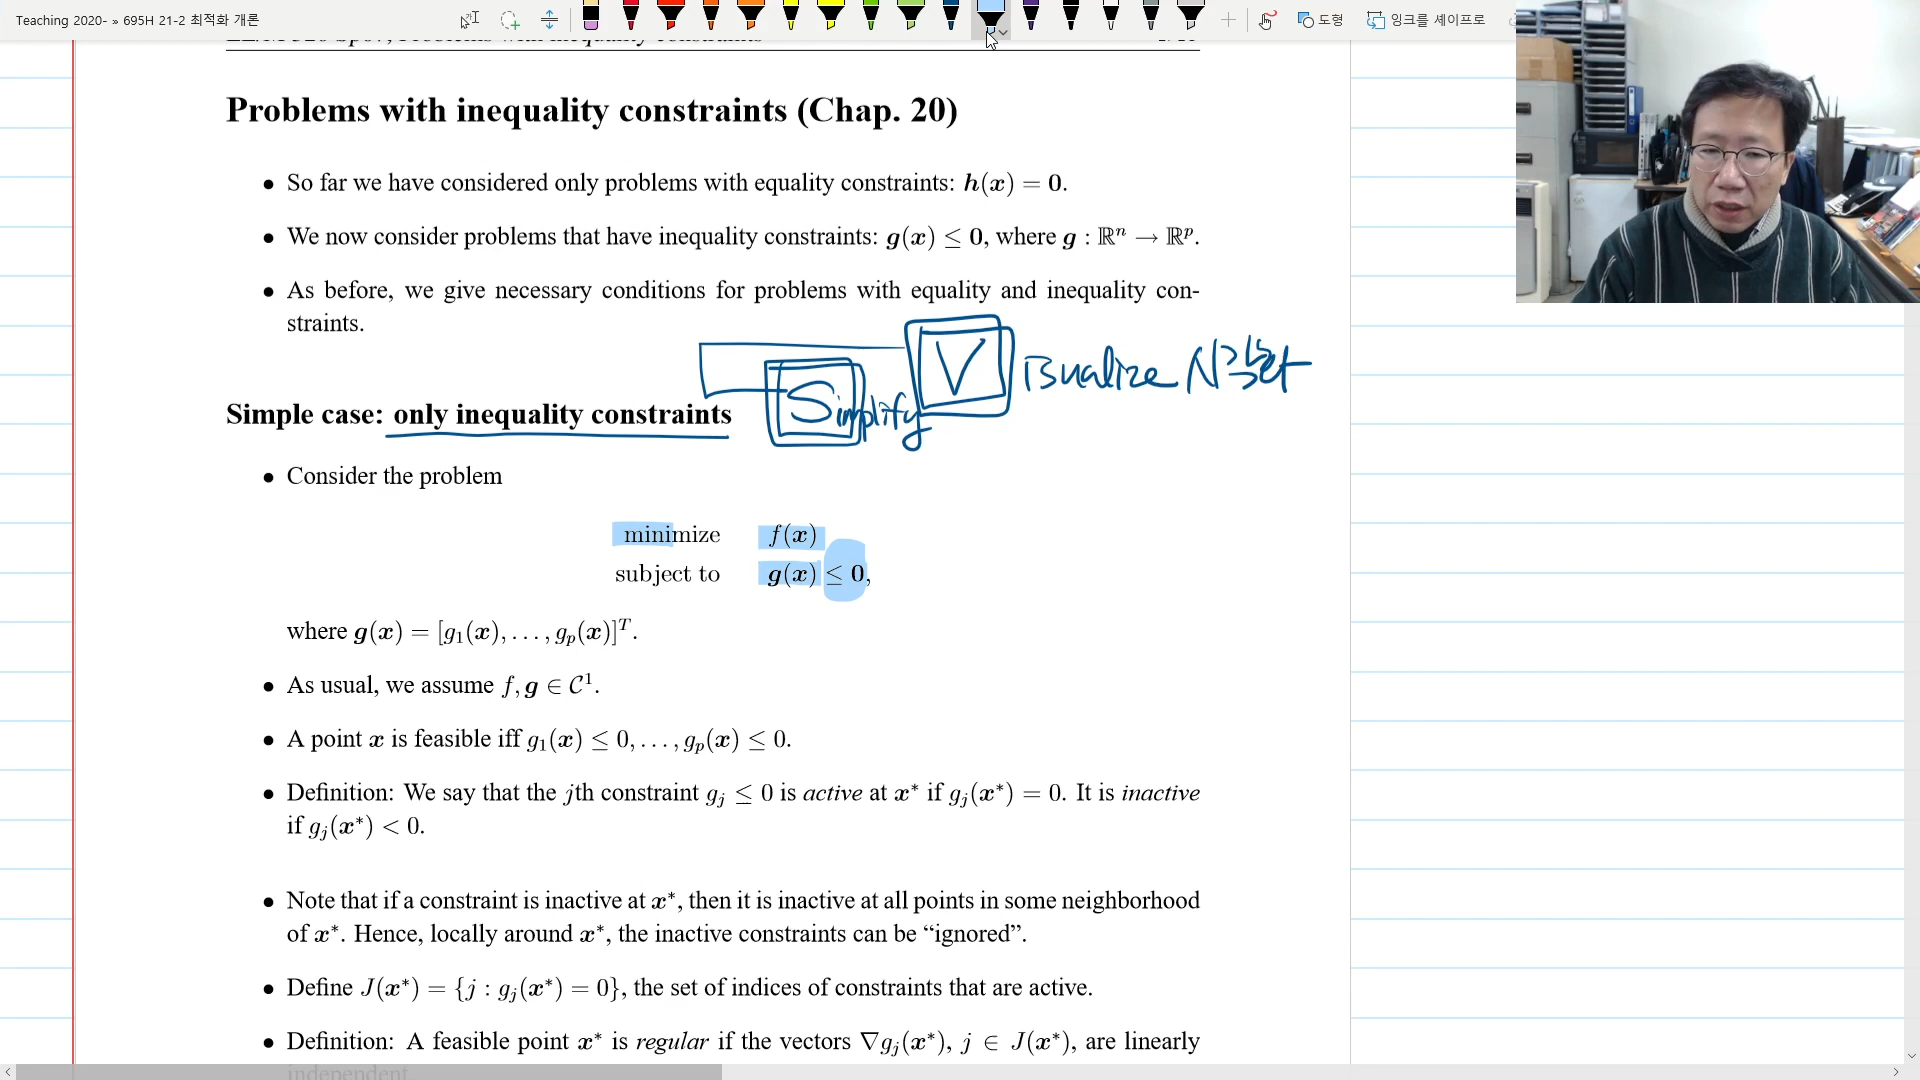 Teaching 2020- » 695H 21-2 최적화 개론
도형
잉크를 셰이프로
Problems with inequality constraints (Chap. 20)
• So far we have considered only problems with equality constraints: h(x) = 0.
• We now consider problems that have inequality constraints: g(x) ≤ 0, where g : ℝⁿ → ℝᵖ.
• As before, we give necessary conditions for problems with equality and inequality con-
straints.
V
Simplify
Simple case: only inequality constraints
• Consider the problem
minimize f(x)
subject to g(x) ≤ 0,
where g(x) = [g₁(x), . . . , gₚ(x)]ᵀ.
• As usual, we assume f, g ∈ 𝒞¹.
• A point x is feasible iff g₁(x) ≤ 0, . . . , gₚ(x) ≤ 0.
• Definition: We say that the jth constraint gⱼ ≤ 0 is active at x* if gⱼ(x*) = 0. It is inactive
if gⱼ(x*) < 0.
• Note that if a constraint is inactive at x*, then it is inactive at all points in some neighborhood
of x*. Hence, locally around x*, the inactive constraints can be “ignored”.
• Define J(x*) = {j : gⱼ(x*) = 0}, the set of indices of constraints that are active.
• Definition: A feasible point x* is regular if the vectors ∇gⱼ(x*), j ∈ J(x*), are linearly
independent